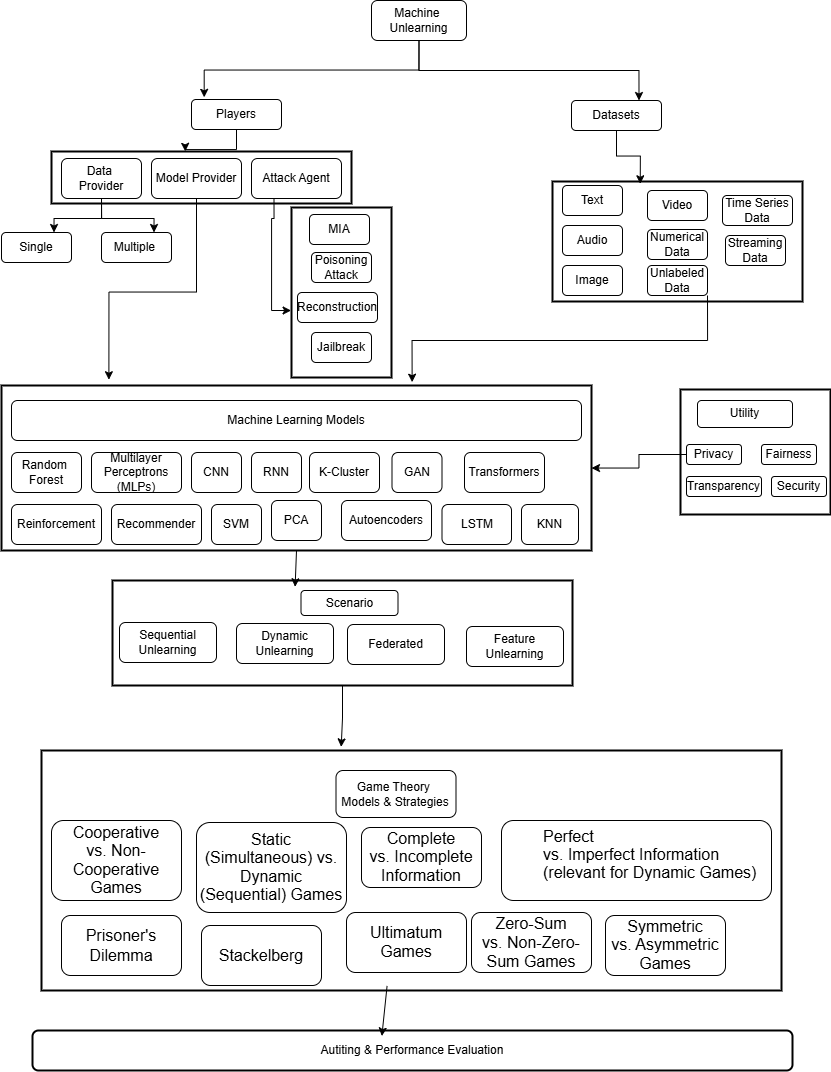 Machine
Unlearning
Players
Datasets
Data
Provider
Model Provider
Attack Agent
Single
Multiple
MIA
Poisoning
Attack
Reconstruction
Jailbreak
Text
Video
Time Series
Data
Audio
Numerical
Data
Streaming
Data
Image
Unlabeled
Data
Machine Learning Models
Random
Forest
Multilayer
Perceptrons
(MLPs)
CNN
RNN
K-Cluster
GAN
Transformers
Reinforcement
Recommender
SVM
PCA
Autoencoders
LSTM
KNN
Utility
Privacy
Fairness
Transparency
Security
Scenario
Sequential
Unlearning
Dynamic
Unlearning
Federated
Feature
Unlearning
Game Theory
Models & Strategies
Cooperative
vs. Non-
Cooperative
Games
Static
(Simultaneous) vs.
Dynamic
(Sequential) Games
Complete
vs. Incomplete
Information
Perfect
vs. Imperfect Information
(relevant for Dynamic Games)
Prisoner's
Dilemma
Stackelberg
Ultimatum
Games
Zero-Sum
vs. Non-Zero-
Sum Games
Symmetric
vs. Asymmetric
Games
Autiting & Performance Evaluation